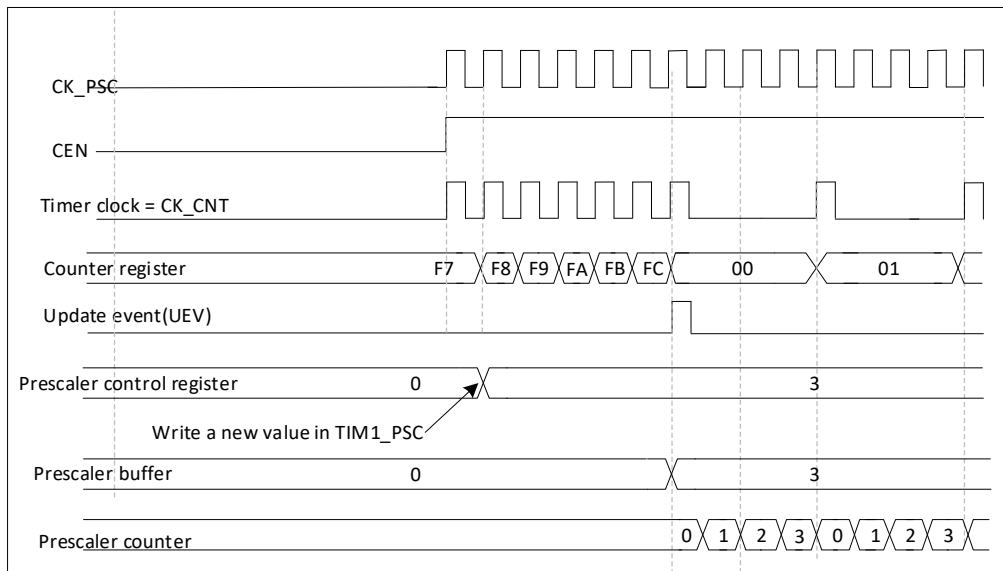 CK_PSC
CEN
Timer clock = CK_CNT
Counter register F7 F8 F9 FA FB FC 00 01
Update event(UEV)
Prescaler control register 0 3
Write a new value in TIM1_PSC
Prescaler buffer 0 3
Prescaler counter 0 1 2 3 0 1 2 3